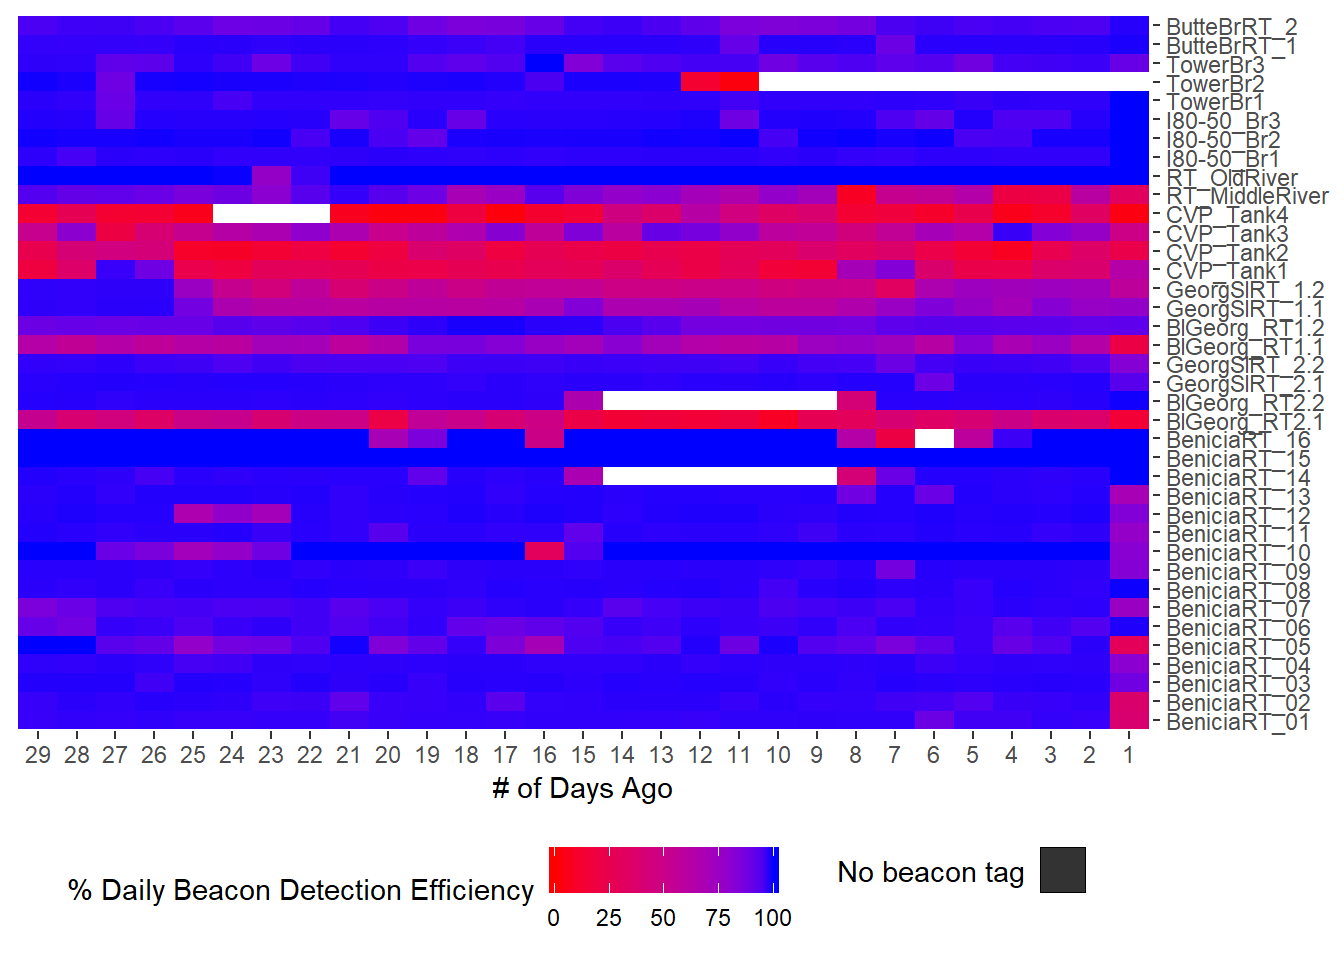 ButteBrRT_2
ButteBrRT_1
TowerBr3
TowerBr2
TowerBr1
I80-50_Br3
I80-50_Br2
I80-50_Br1
RT_OldRiver
RT_MiddleRiver
CVP_Tank4
CVP_Tank3
CVP_Tank2
CVP_Tank1
GeorgSlRT_1.2
GeorgSlRT_1.1
BlGeorg_RT1.2
BlGeorg_RT1.1
GeorgSlRT_2.2
GeorgSlRT_2.1
BlGeorg_RT2.2
BlGeorg_RT2.1
BeniciaRT_16
BeniciaRT_15
BeniciaRT_14
BeniciaRT_13
BeniciaRT_12
BeniciaRT_11
BeniciaRT_10
BeniciaRT_09
BeniciaRT_08
BeniciaRT_07
BeniciaRT_06
BeniciaRT_05
BeniciaRT_04
BeniciaRT_03
BeniciaRT_02
BeniciaRT_01
29 28 27 26 25 24 23 22 21 20 19 18 17 16 15 14 13 12 11 10 9 8 7 6 5 4 3 2 1
# of Days Ago
% Daily Beacon Detection Efficiency
0 25 50 75 100
No beacon tag